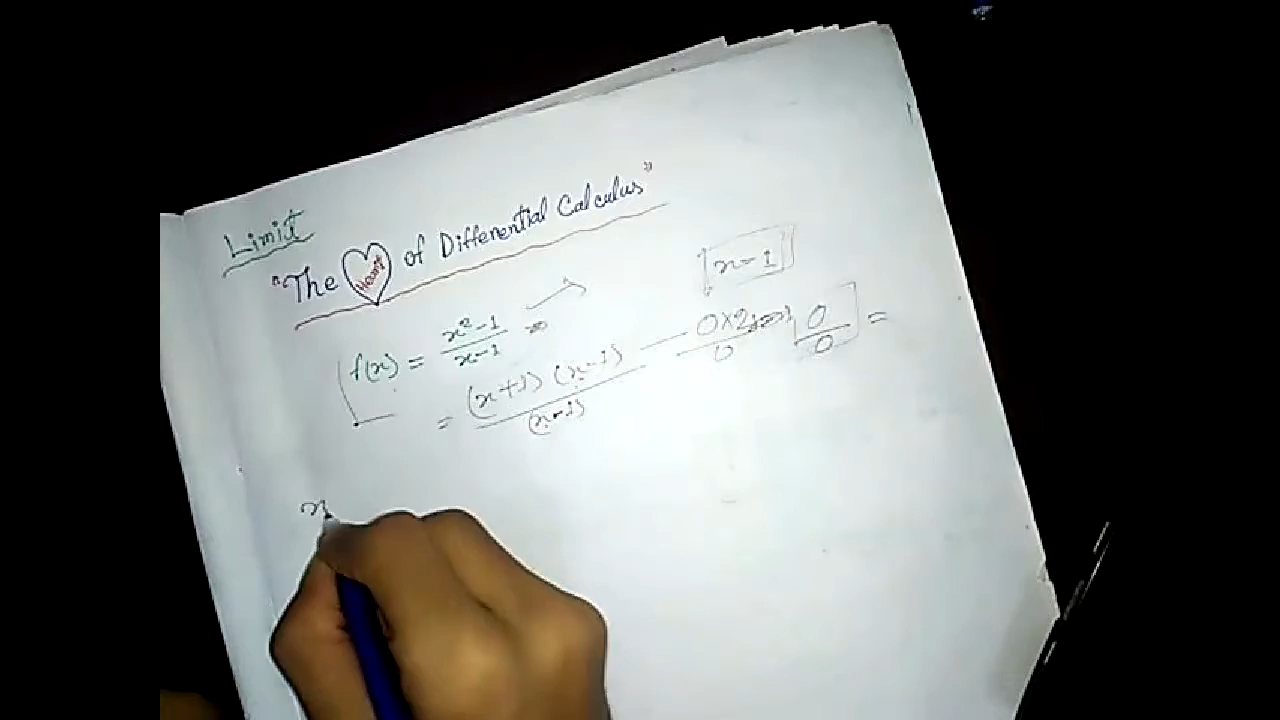 Limit
"The Heart of Differential Calculus"
x=1
f(x) = x²-1 / x-1
= (x+1) (x-1) / (x-1)
0×2 / 0
0 / 0 =
x